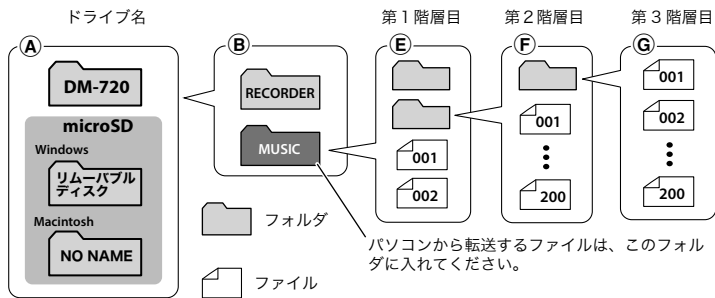 ドライブ名
第1階層目
第2階層目
第3階層目
A
B
E
F
G
DM-720
microSD
Windows
リムーバブル
ディスク
Macintosh
NO NAME
RECORDER
MUSIC
001
002
001
200
001
002
200
フォルダ
ファイル
パソコンから転送するファイルは、このフォル
ダに入れてください。